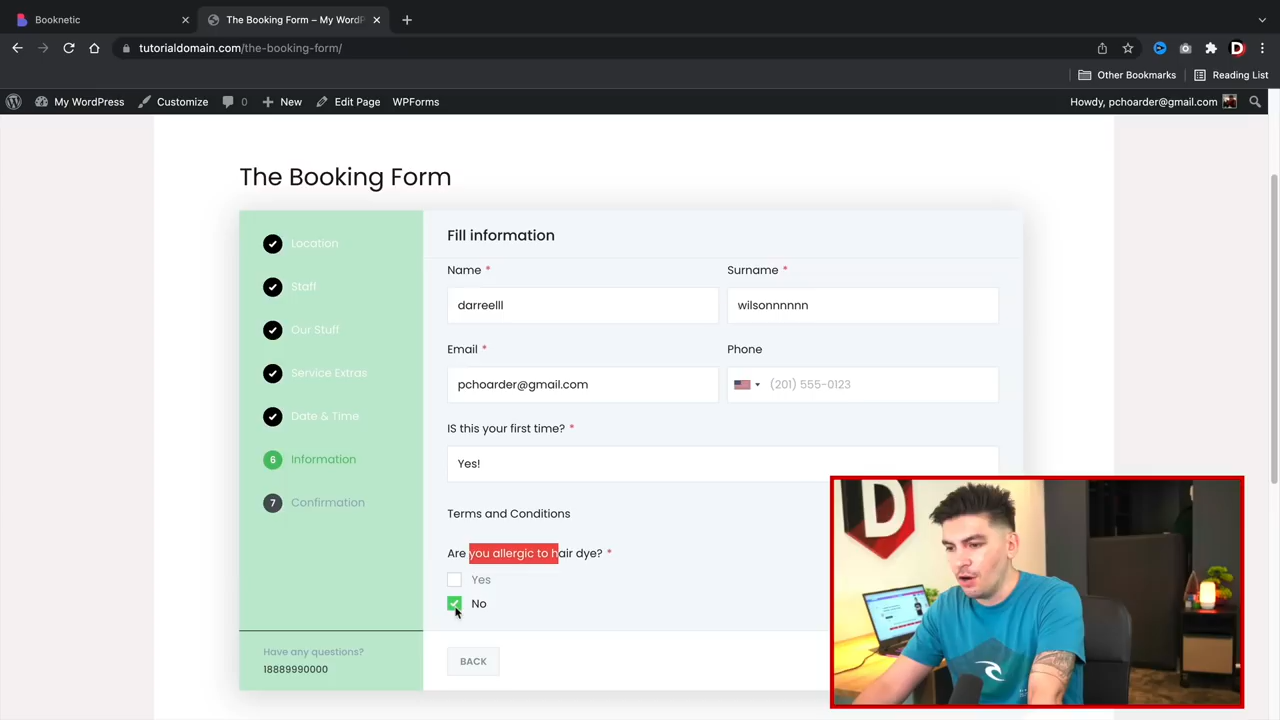 Booknetic
The Booking Form – My WordP
tutorialdomain.com/the-booking-form/
D
Other Bookmarks
Reading List
My WordPress
Customize
0
New
Edit Page
WPForms
Howdy, pchoarder@gmail.com
The Booking Form
Location
Staff
Our Stuff
Service Extras
Date & Time
6 Information
7 Confirmation
Have any questions?
18889990000
Fill information
Name *
Surname *
darreelll
wilsonnnnnn
Email *
Phone
pchoarder@gmail.com
(201) 555-0123
IS this your first time? *
Yes!
Terms and Conditions
Are you allergic to hair dye? *
Yes
No
BACK
D